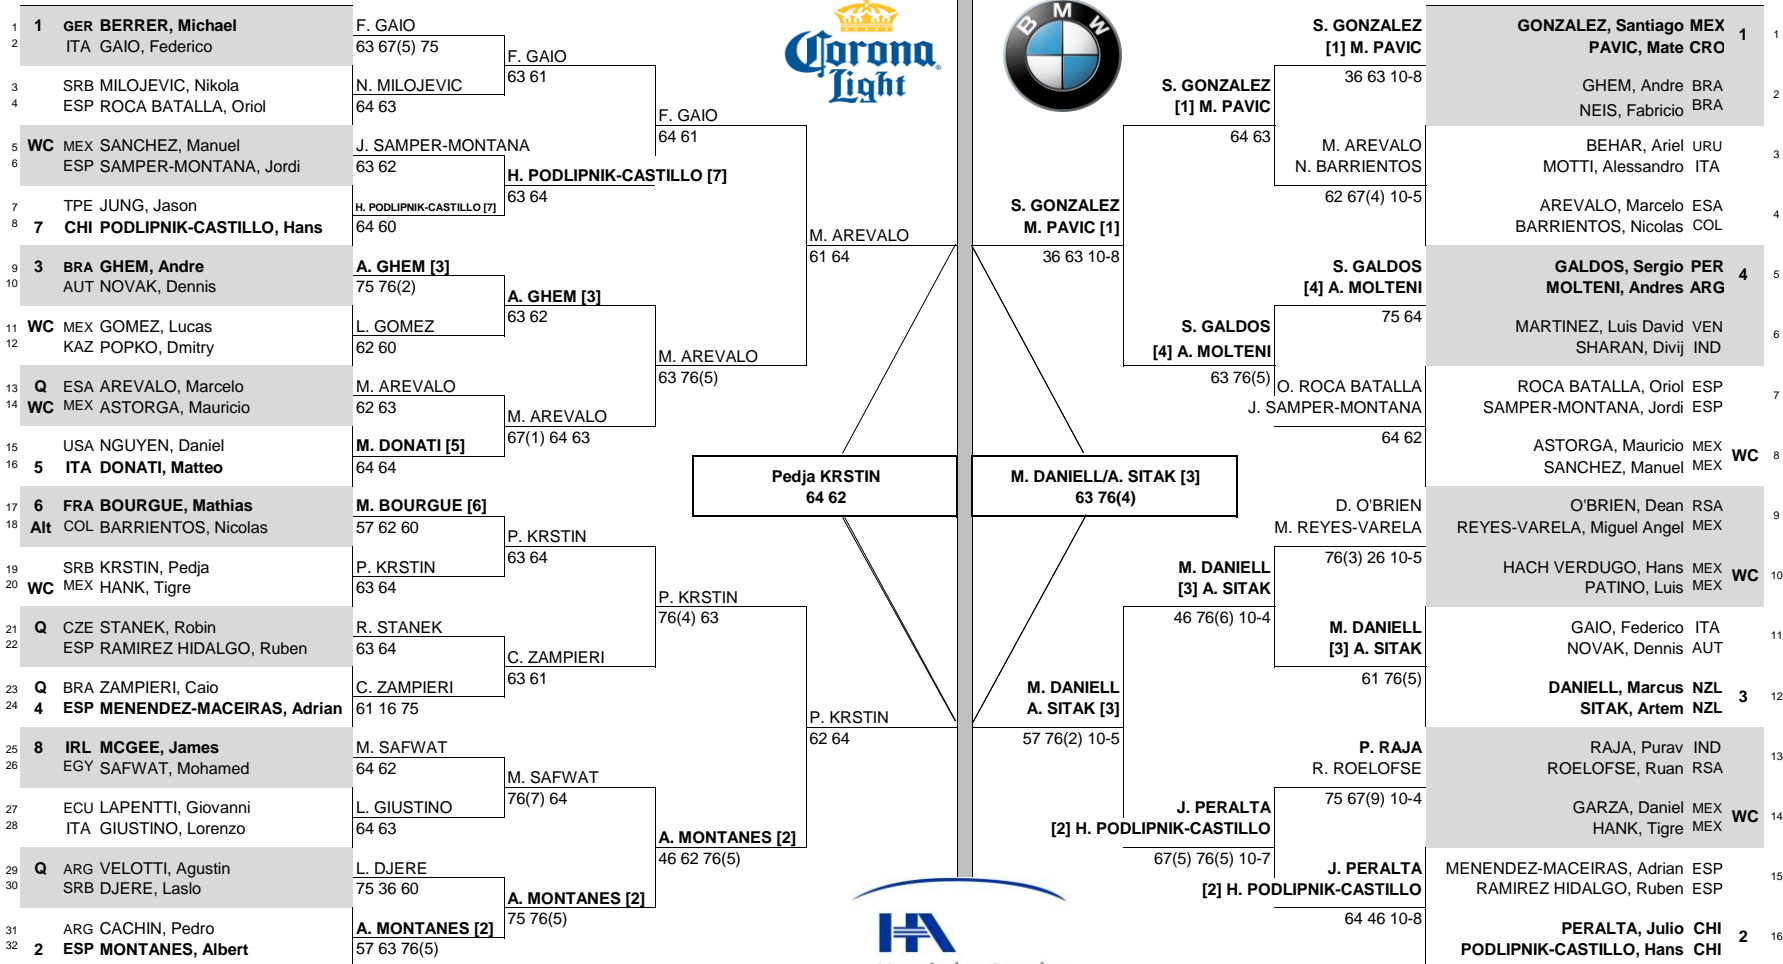 1 1 GER BERRER, Michael
2 ITA GAIO, Federico
3 SRB MILOJEVIC, Nikola
4 ESP ROCA BATALLA, Oriol
5 WC MEX SANCHEZ, Manuel
6 ESP SAMPER-MONTANA, Jordi
7 TPE JUNG, Jason
8 7 CHI PODLIPNIK-CASTILLO, Hans
9 3 BRA GHEM, Andre
10 AUT NOVAK, Dennis
11 WC MEX GOMEZ, Lucas
12 KAZ POPKO, Dmitry
13 Q ESA AREVALO, Marcelo
14 WC MEX ASTORGA, Mauricio
15 USA NGUYEN, Daniel
16 5 ITA DONATI, Matteo
17 6 FRA BOURGUE, Mathias
18 Alt COL BARRIENTOS, Nicolas
19 SRB KRSTIN, Pedja
20 WC MEX HANK, Tigre
21 Q CZE STANEK, Robin
22 ESP RAMIREZ HIDALGO, Ruben
23 Q BRA ZAMPIERI, Caio
24 4 ESP MENENDEZ-MACEIRAS, Adrian
25 8 IRL MCGEE, James
26 EGY SAFWAT, Mohamed
27 ECU LAPENTTI, Giovanni
28 ITA GIUSTINO, Lorenzo
29 Q ARG VELOTTI, Agustin
30 SRB DJERE, Laslo
31 ARG CACHIN, Pedro
32 2 ESP MONTANES, Albert
F. GAIO
63 67(5) 75
N. MILOJEVIC
64 63
J. SAMPER-MONTANA
63 62
H. PODLIPNIK-CASTILLO [7]
64 60
A. GHEM [3]
75 76(2)
L. GOMEZ
62 60
M. AREVALO
62 63
M. DONATI [5]
64 64
M. BOURGUE [6]
57 62 60
P. KRSTIN
63 64
R. STANEK
63 64
C. ZAMPIERI
61 16 75
M. SAFWAT
64 62
L. GIUSTINO
64 63
L. DJERE
75 36 60
A. MONTANES [2]
57 63 76(5)
F. GAIO
63 61
H. PODLIPNIK-CASTILLO [7]
63 64
A. GHEM [3]
63 62
M. AREVALO
67(1) 64 63
P. KRSTIN
63 64
C. ZAMPIERI
63 61
M. SAFWAT
76(7) 64
A. MONTANES [2]
75 76(5)
F. GAIO
64 61
M. AREVALO
63 76(5)
P. KRSTIN
76(4) 63
A. MONTANES [2]
46 62 76(5)
M. AREVALO
61 64
P. KRSTIN
62 64
Pedja KRSTIN
64 62
Corona
Light
BMW
M. DANIELL/A. SITAK [3]
63 76(4)
S. GONZALEZ
M. PAVIC [1]
36 63 10-8
M. DANIELL
A. SITAK [3]
57 76(2) 10-5
S. GONZALEZ
[1] M. PAVIC
64 63
S. GALDOS
[4] A. MOLTENI
63 76(5)
M. DANIELL
[3] A. SITAK
46 76(6) 10-4
J. PERALTA
[2] H. PODLIPNIK-CASTILLO
67(5) 76(5) 10-7
S. GONZALEZ
[1] M. PAVIC
36 63 10-8
M. AREVALO
N. BARRIENTOS
62 67(4) 10-5
S. GALDOS
[4] A. MOLTENI
75 64
O. ROCA BATALLA
J. SAMPER-MONTANA
64 62
D. O'BRIEN
M. REYES-VARELA
76(3) 26 10-5
M. DANIELL
[3] A. SITAK
61 76(5)
P. RAJA
R. ROELOFSE
75 67(9) 10-4
J. PERALTA
[2] H. PODLIPNIK-CASTILLO
64 46 10-8
GONZALEZ, Santiago MEX 1 1
PAVIC, Mate CRO
GHEM, Andre BRA 2
NEIS, Fabricio BRA
BEHAR, Ariel URU 3
MOTTI, Alessandro ITA
AREVALO, Marcelo ESA 4
BARRIENTOS, Nicolas COL
GALDOS, Sergio PER 4 5
MOLTENI, Andres ARG
MARTINEZ, Luis David VEN 6
SHARAN, Divij IND
ROCA BATALLA, Oriol ESP 7
SAMPER-MONTANA, Jordi ESP
ASTORGA, Mauricio MEX WC 8
SANCHEZ, Manuel MEX
O'BRIEN, Dean RSA 9
REYES-VARELA, Miguel Angel MEX
HACH VERDUGO, Hans MEX WC 10
PATINO, Luis MEX
GAIO, Federico ITA 11
NOVAK, Dennis AUT
DANIELL, Marcus NZL 3 12
SITAK, Artem NZL
RAJA, Purav IND 13
ROELOFSE, Ruan RSA
GARZA, Daniel MEX WC 14
HANK, Tigre MEX
MENENDEZ-MACEIRAS, Adrian ESP 15
RAMIREZ HIDALGO, Ruben ESP
PERALTA, Julio CHI 2 16
PODLIPNIK-CASTILLO, Hans CHI